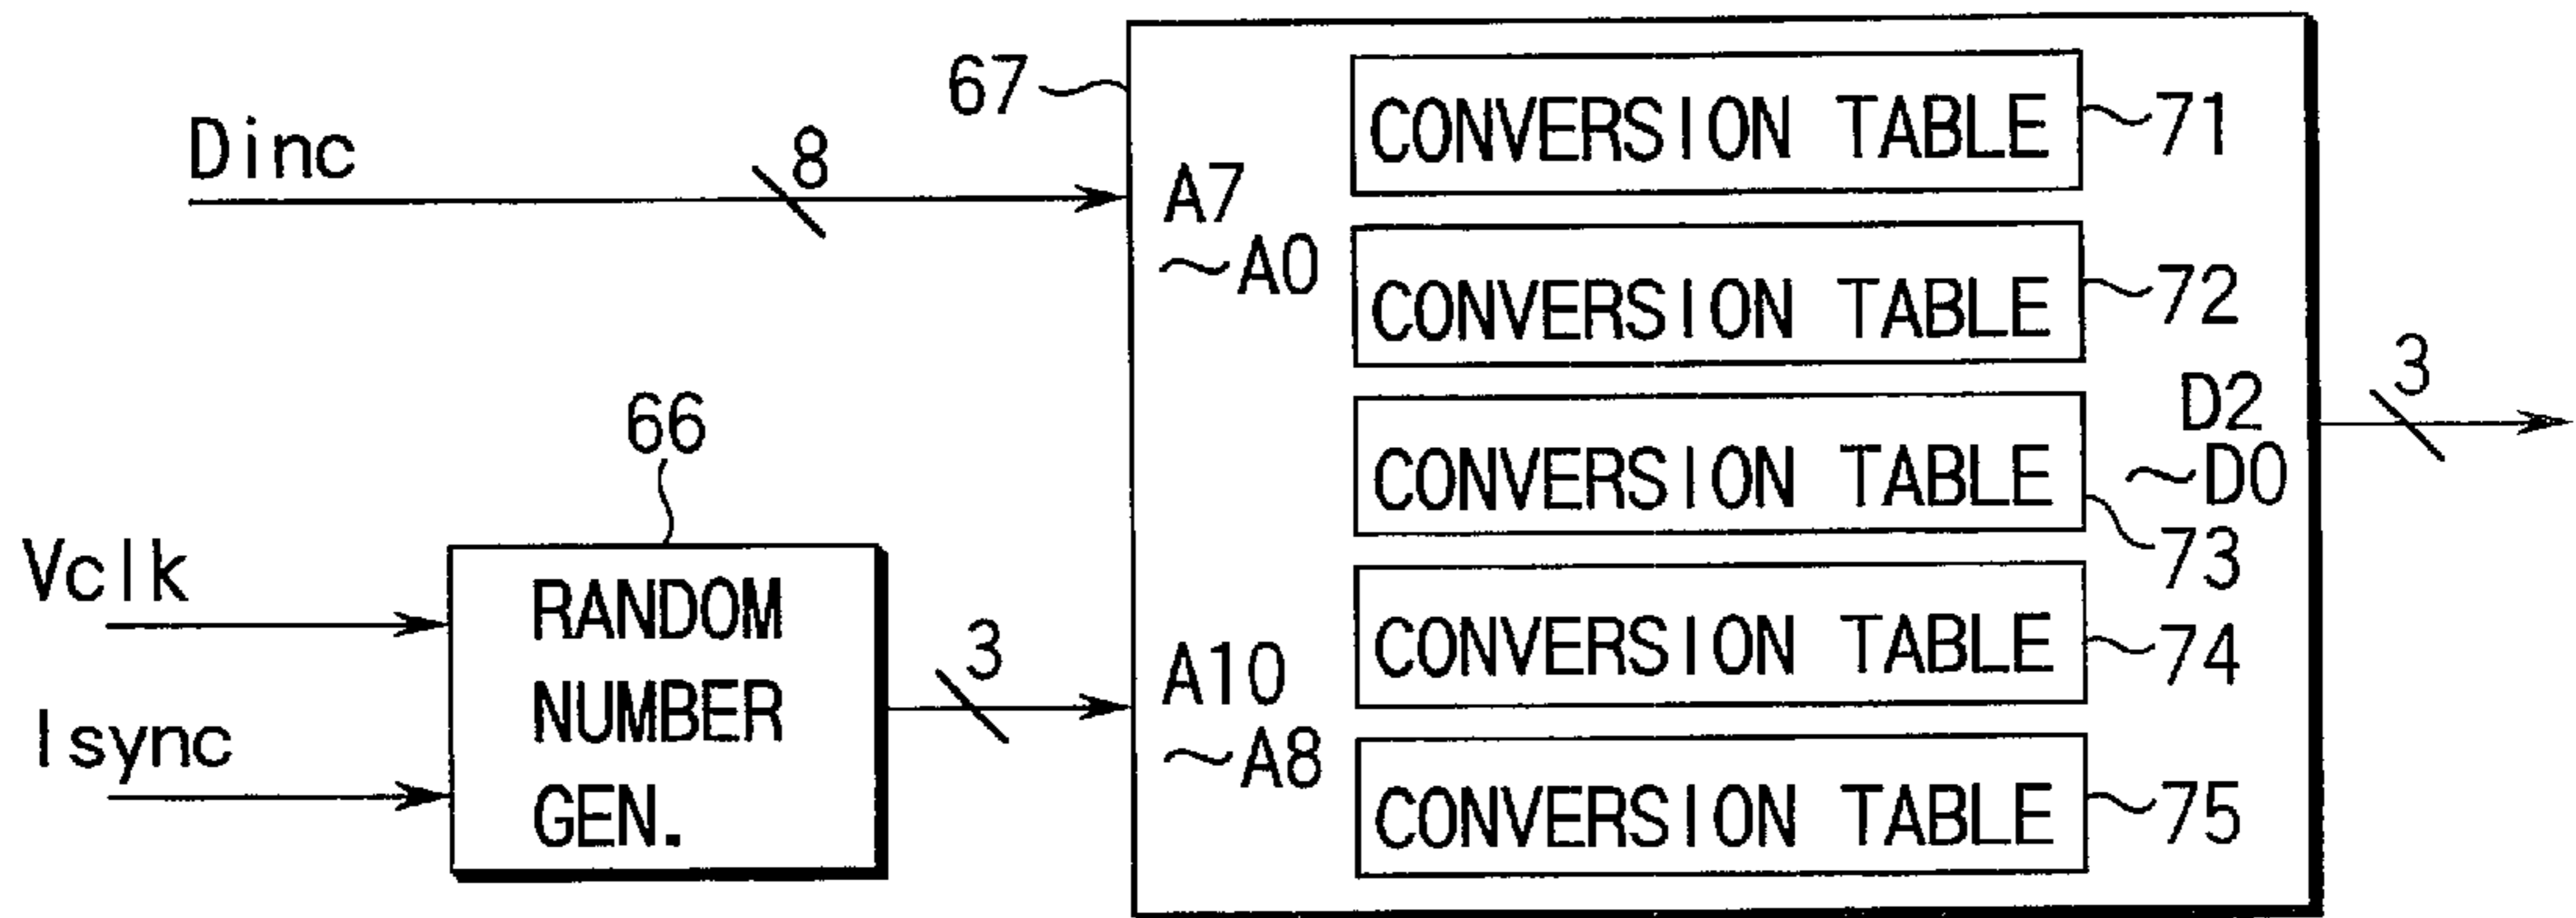 67
CONVERSION TABLE
71
Dinc
8
A7
~A0
CONVERSION TABLE
72
CONVERSION TABLE
73
D2
~D0
3
66
Vclk
Isync
RANDOM
NUMBER
GEN.
3
A10
~A8
CONVERSION TABLE
74
CONVERSION TABLE
75